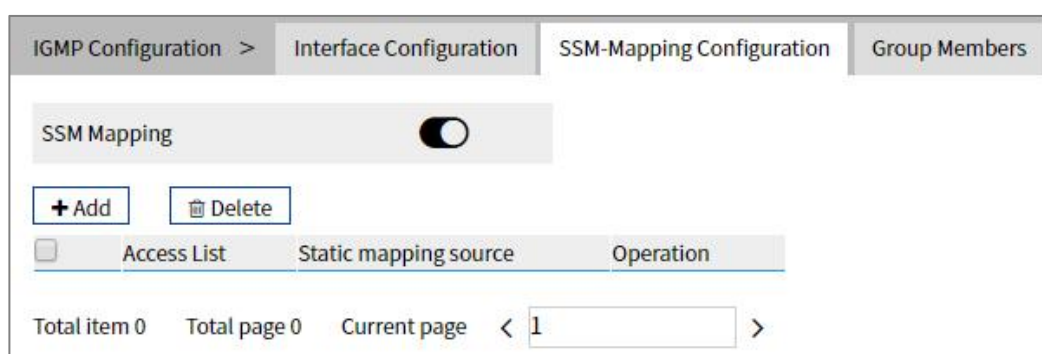 IGMP Configuration > Interface Configuration SSM-Mapping Configuration Group Members
SSM Mapping
+ Add Delete
Access List Static mapping source Operation
Total item 0 Total page 0 Current page < 1 >